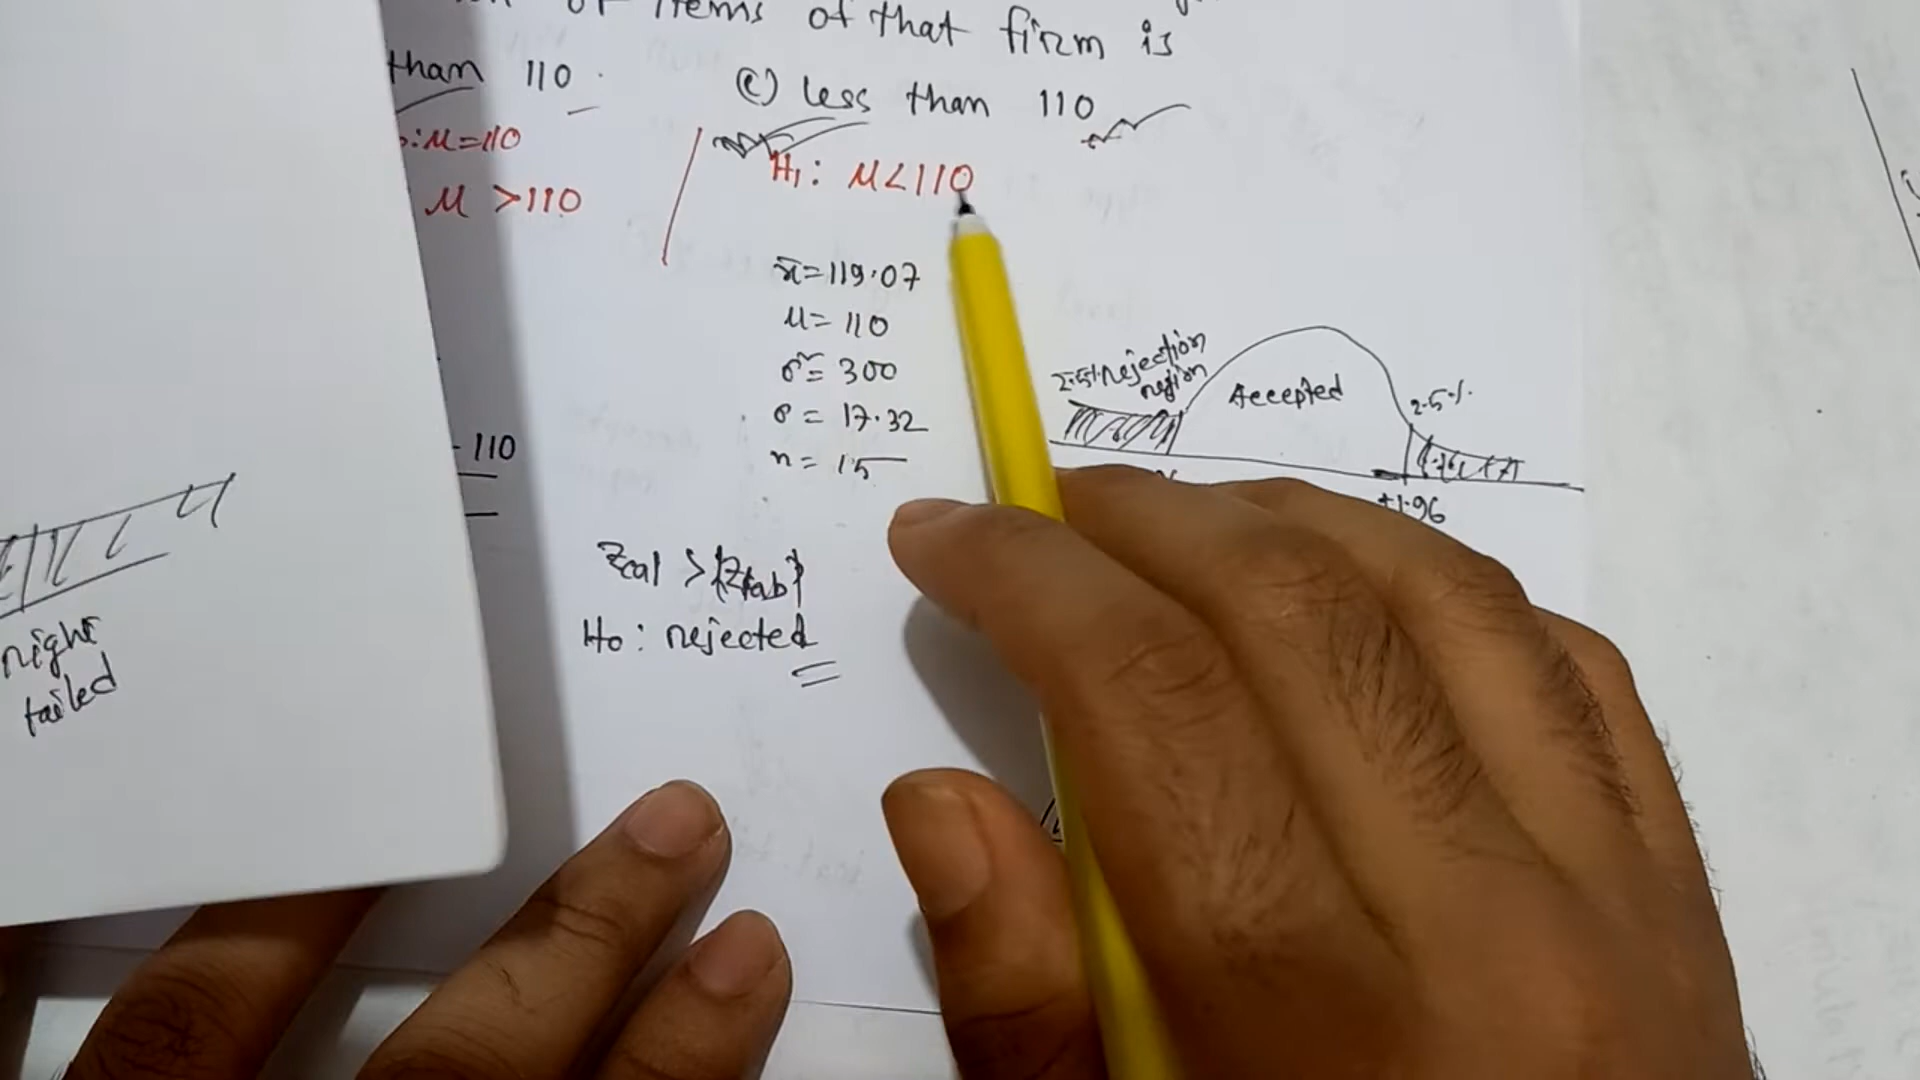 of items of that firm is
than 110
(C) less than 110
: μ=110
H₁: μ<110
μ >110
x̄=119.07
μ= 110
σ²= 300
σ = 17.32
n = 15
2.5% rejection
region
Accepted
2.5%
+1.96
- 110
Zcal > {Ztab}
H₀: rejected
right
tailed